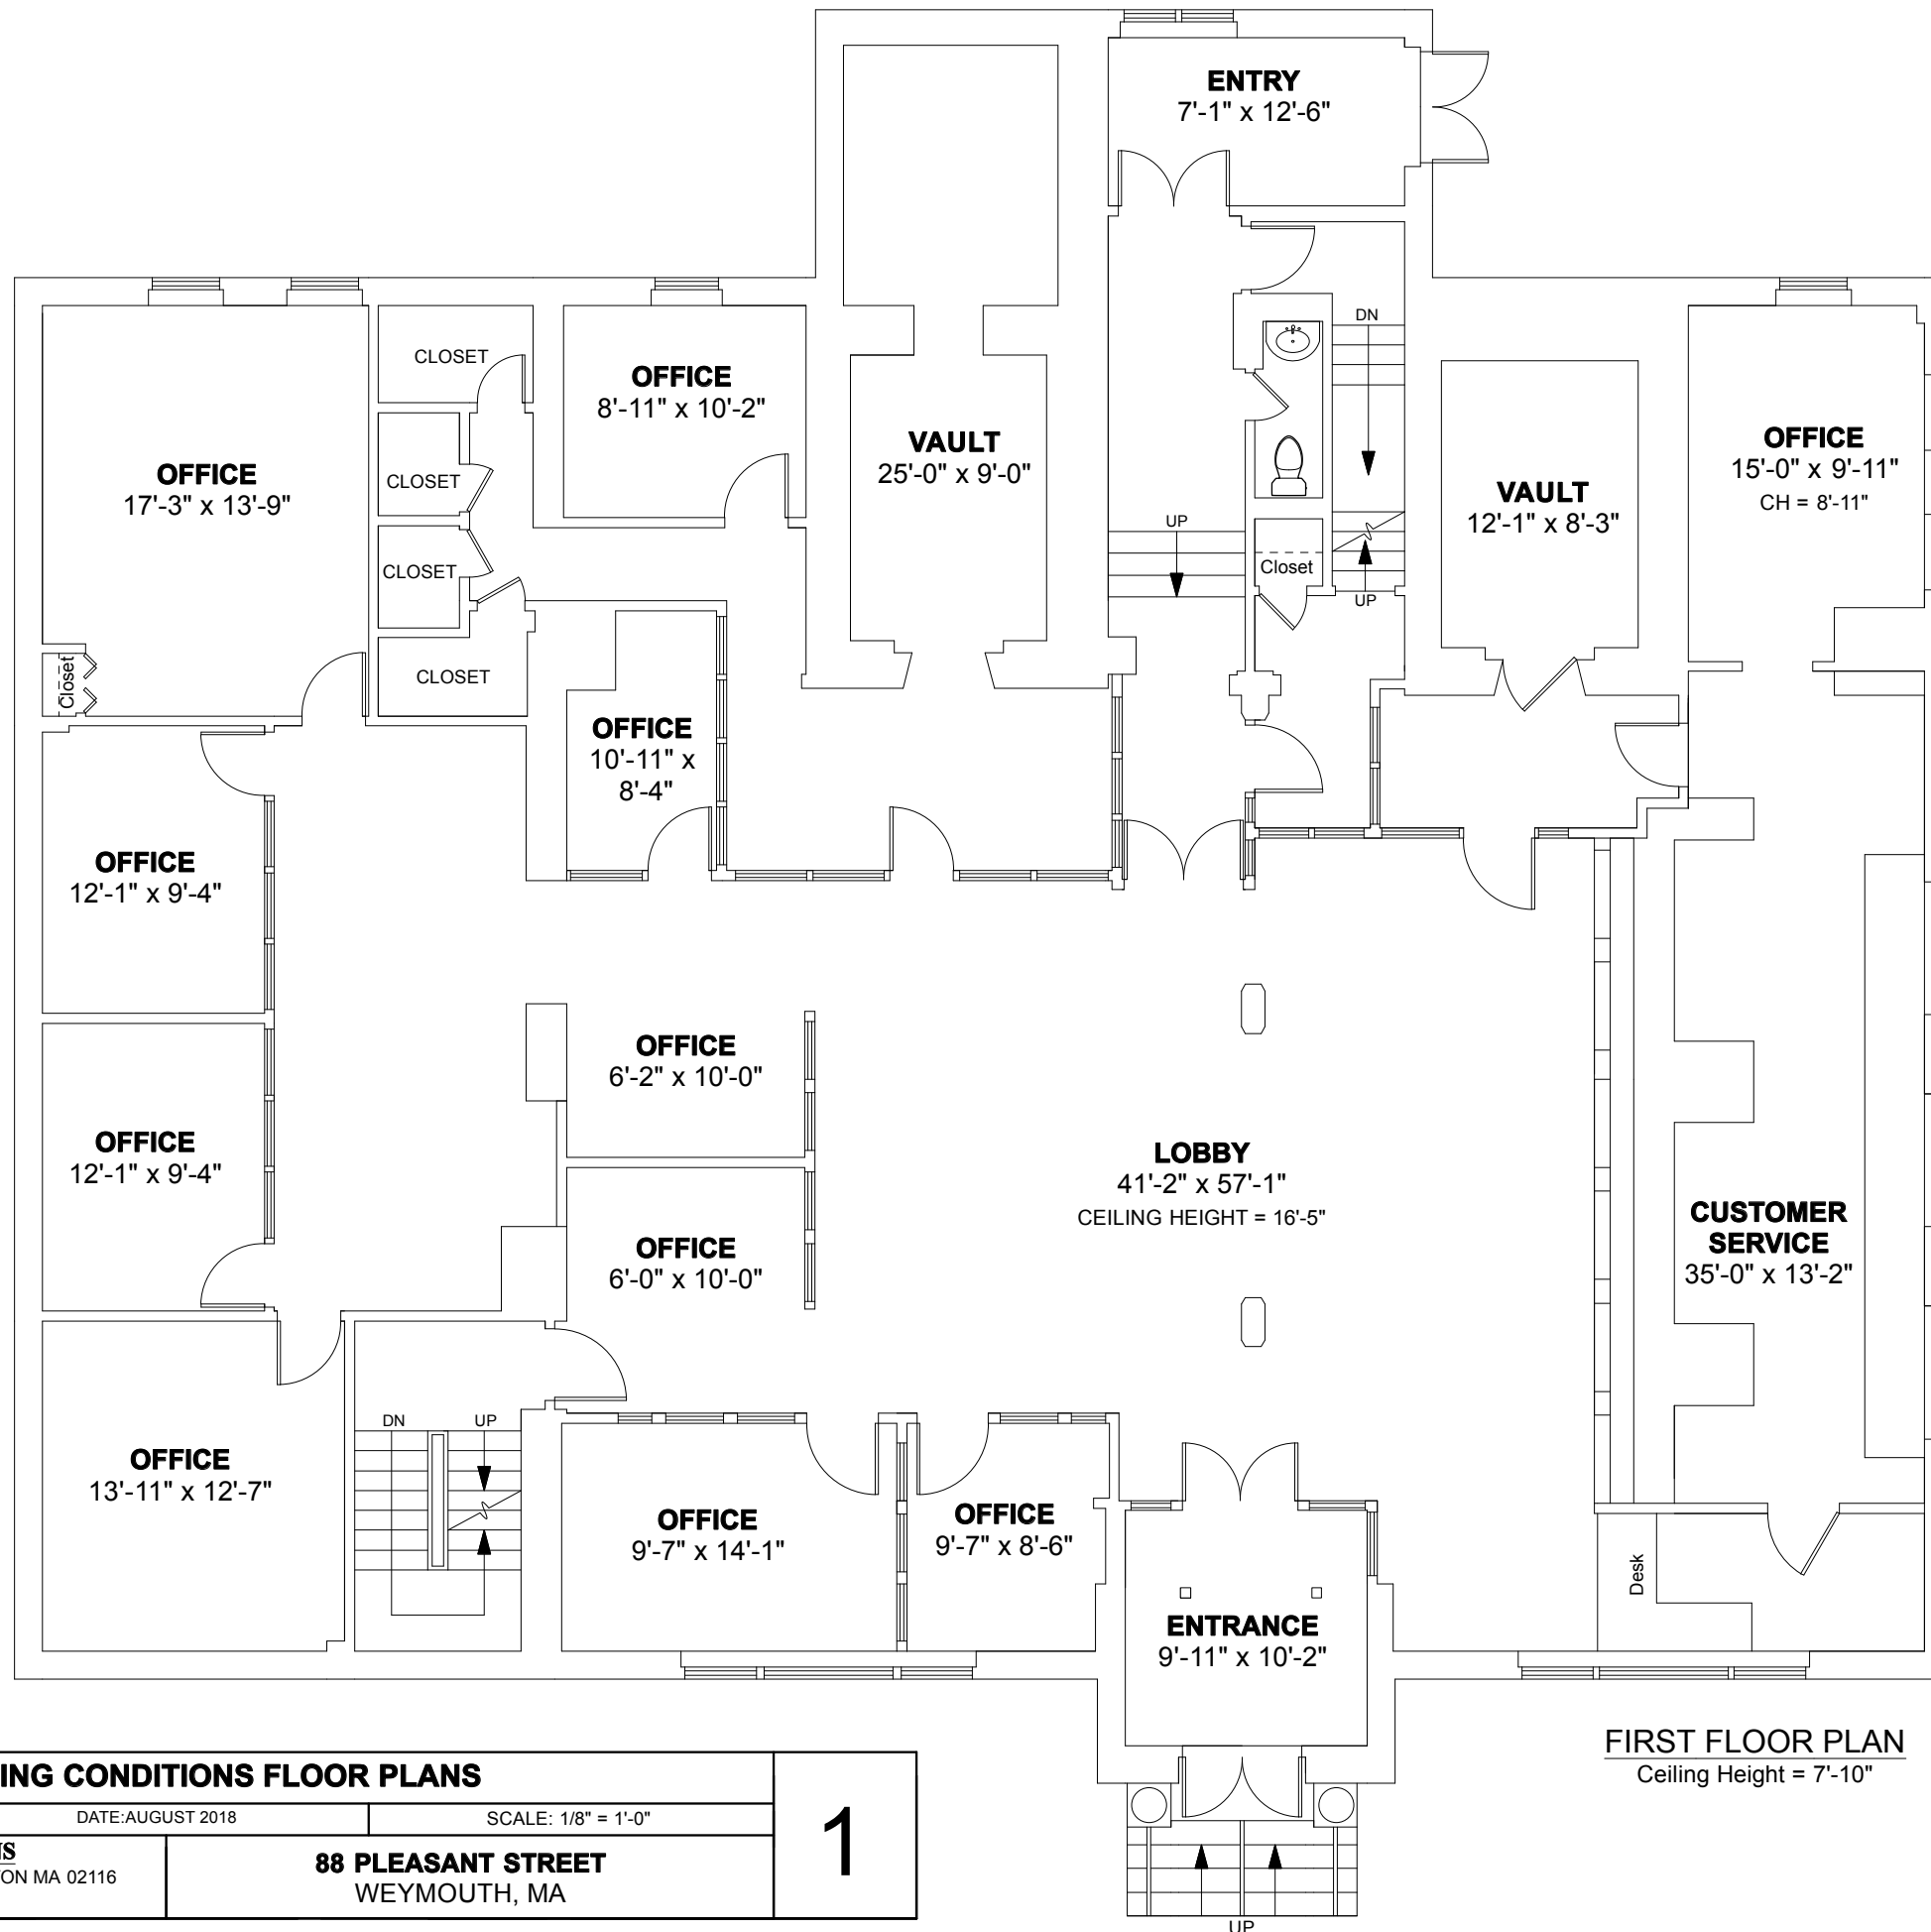 ENTRY
7'-1" x 12'-6"
DN
CLOSET
OFFICE
8'-11" x 10'-2"
OFFICE
17'-3" x 13'-9"
CLOSET
VAULT
25'-0" x 9'-0"
VAULT
12'-1" x 8'-3"
OFFICE
15'-0" x 9'-11"
CH = 8'-11"
UP
CLOSET
Closet
UP
Closet
CLOSET
OFFICE
10'-11" x
8'-4"
OFFICE
12'-1" x 9'-4"
OFFICE
6'-2" x 10'-0"
OFFICE
12'-1" x 9'-4"
LOBBY
41'-2" x 57'-1"
CEILING HEIGHT = 16'-5"
OFFICE
6'-0" x 10'-0"
CUSTOMER
SERVICE
35'-0" x 13'-2"
DN
UP
OFFICE
13'-11" x 12'-7"
OFFICE
9'-7" x 14'-1"
OFFICE
9'-7" x 8'-6"
Desk
ENTRANCE
9'-11" x 10'-2"
UP
FIRST FLOOR PLAN
Ceiling Height = 7'-10"
ING CONDITIONS FLOOR PLANS
DATE:AUGUST 2018
SCALE: 1/8" = 1'-0"
1
NS
ON MA 02116
88 PLEASANT STREET
WEYMOUTH, MA